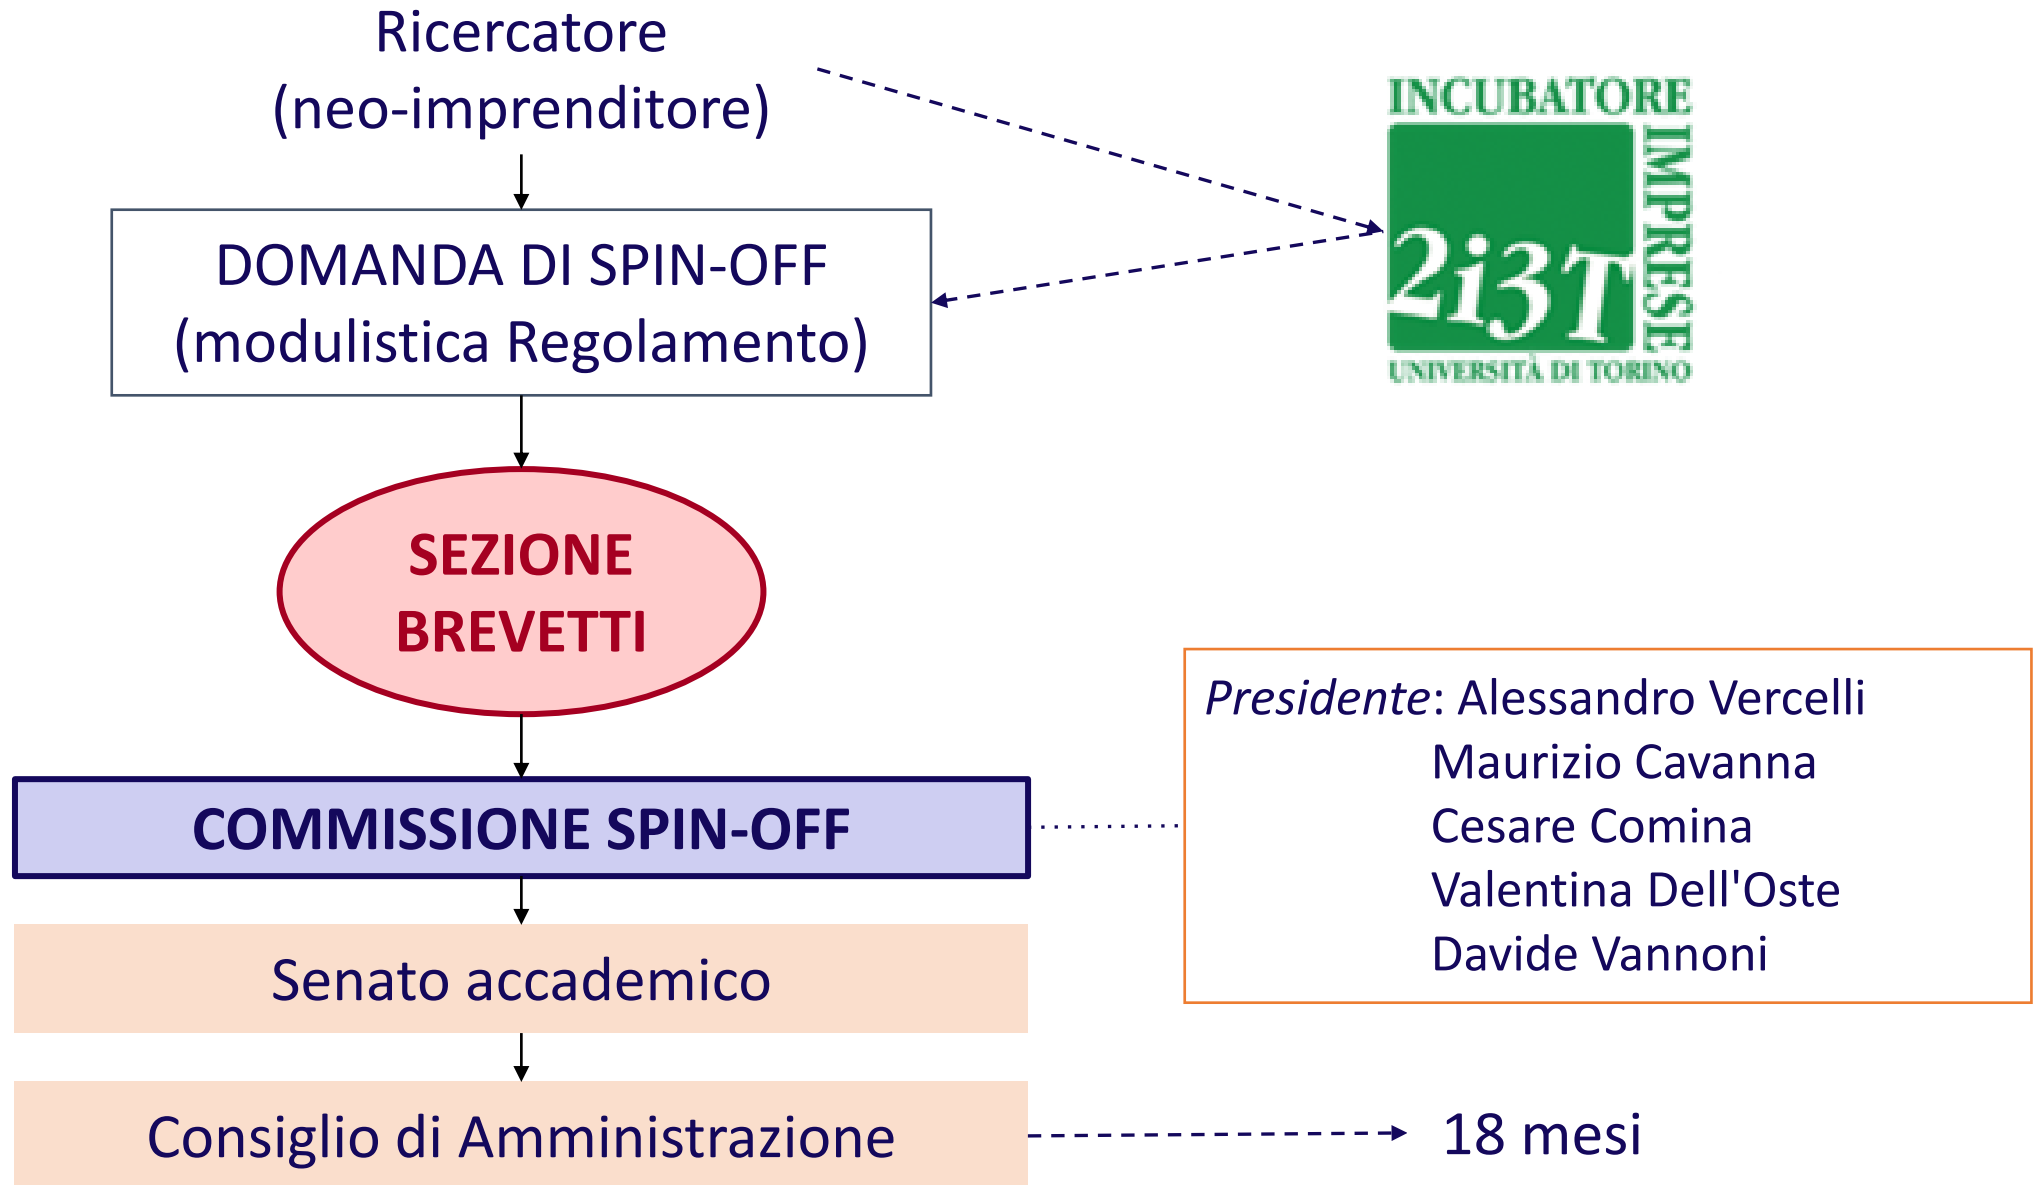 Ricercatore
(neo-imprenditore)
INCUBATORE
IMPRESE
2i3T
UNIVERSITÀ DI TORINO
DOMANDA DI SPIN-OFF
(modulistica Regolamento)
SEZIONE
BREVETTI
COMMISSIONE SPIN-OFF
Presidente: Alessandro Vercelli
Maurizio Cavanna
Cesare Comina
Valentina Dell'Oste
Davide Vannoni
Senato accademico
Consiglio di Amministrazione
18 mesi